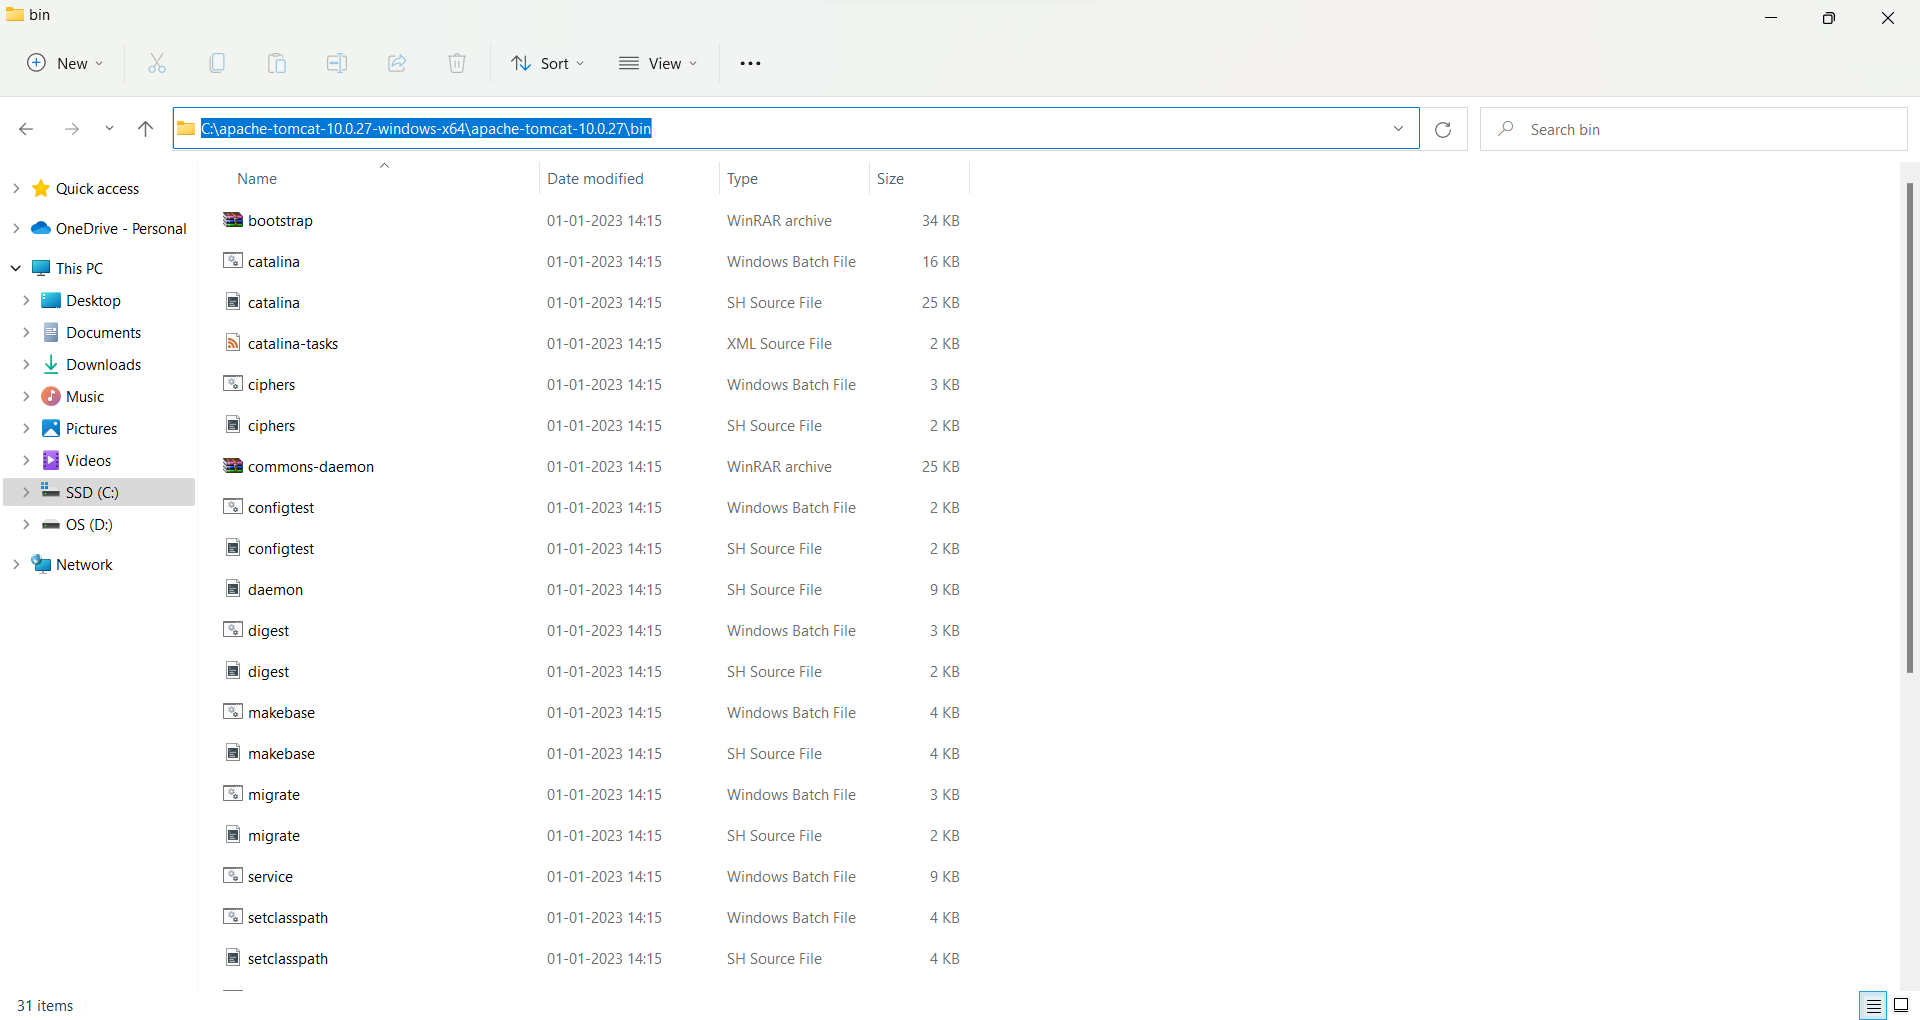 bin
New
Sort
View
C:\apache-tomcat-10.0.27-windows-x64\apache-tomcat-10.0.27\bin
Search bin
Quick access
OneDrive - Personal
This PC
Desktop
Documents
Downloads
Music
Pictures
Videos
SSD (C:)
OS (D:)
Network
Name Date modified Type Size
bootstrap 01-01-2023 14:15 WinRAR archive 34 KB
catalina 01-01-2023 14:15 Windows Batch File 16 KB
catalina 01-01-2023 14:15 SH Source File 25 KB
catalina-tasks 01-01-2023 14:15 XML Source File 2 KB
ciphers 01-01-2023 14:15 Windows Batch File 3 KB
ciphers 01-01-2023 14:15 SH Source File 2 KB
commons-daemon 01-01-2023 14:15 WinRAR archive 25 KB
configtest 01-01-2023 14:15 Windows Batch File 2 KB
configtest 01-01-2023 14:15 SH Source File 2 KB
daemon 01-01-2023 14:15 SH Source File 9 KB
digest 01-01-2023 14:15 Windows Batch File 3 KB
digest 01-01-2023 14:15 SH Source File 2 KB
makebase 01-01-2023 14:15 Windows Batch File 4 KB
makebase 01-01-2023 14:15 SH Source File 4 KB
migrate 01-01-2023 14:15 Windows Batch File 3 KB
migrate 01-01-2023 14:15 SH Source File 2 KB
service 01-01-2023 14:15 Windows Batch File 9 KB
setclasspath 01-01-2023 14:15 Windows Batch File 4 KB
setclasspath 01-01-2023 14:15 SH Source File 4 KB
31 items